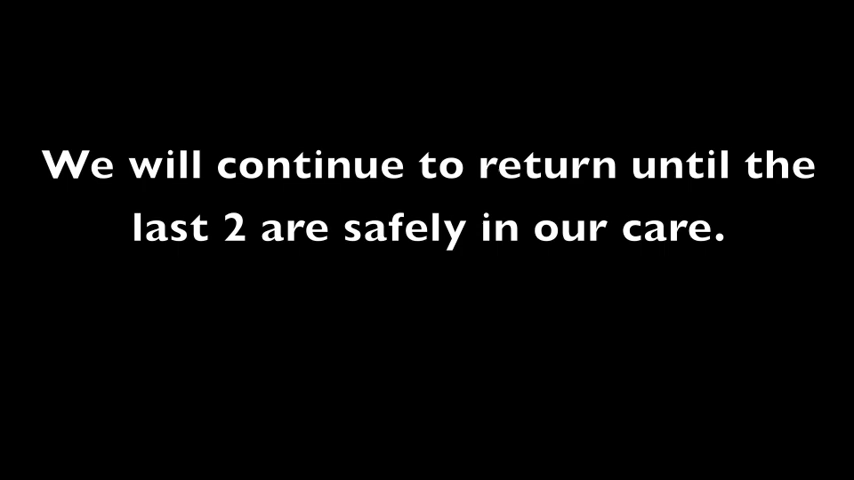 We will continue to return until the
last 2 are safely in our care.